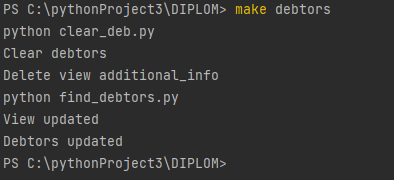 PS C:\pythonProject3\DIPLOM> make debtors
python clear_deb.py
Clear debtors
Delete view additional_info
python find_debtors.py
View updated
Debtors updated
PS C:\pythonProject3\DIPLOM>